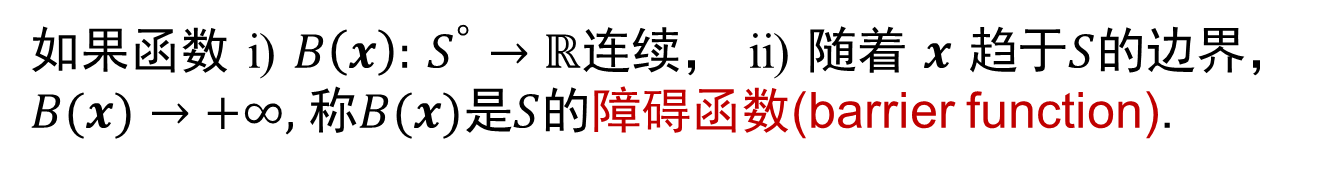 如果函数 i) B(x): S° → ℝ连续， ii) 随着 x 趋于S的边界，
B(x) → +∞, 称B(x)是S的障碍函数(barrier function).